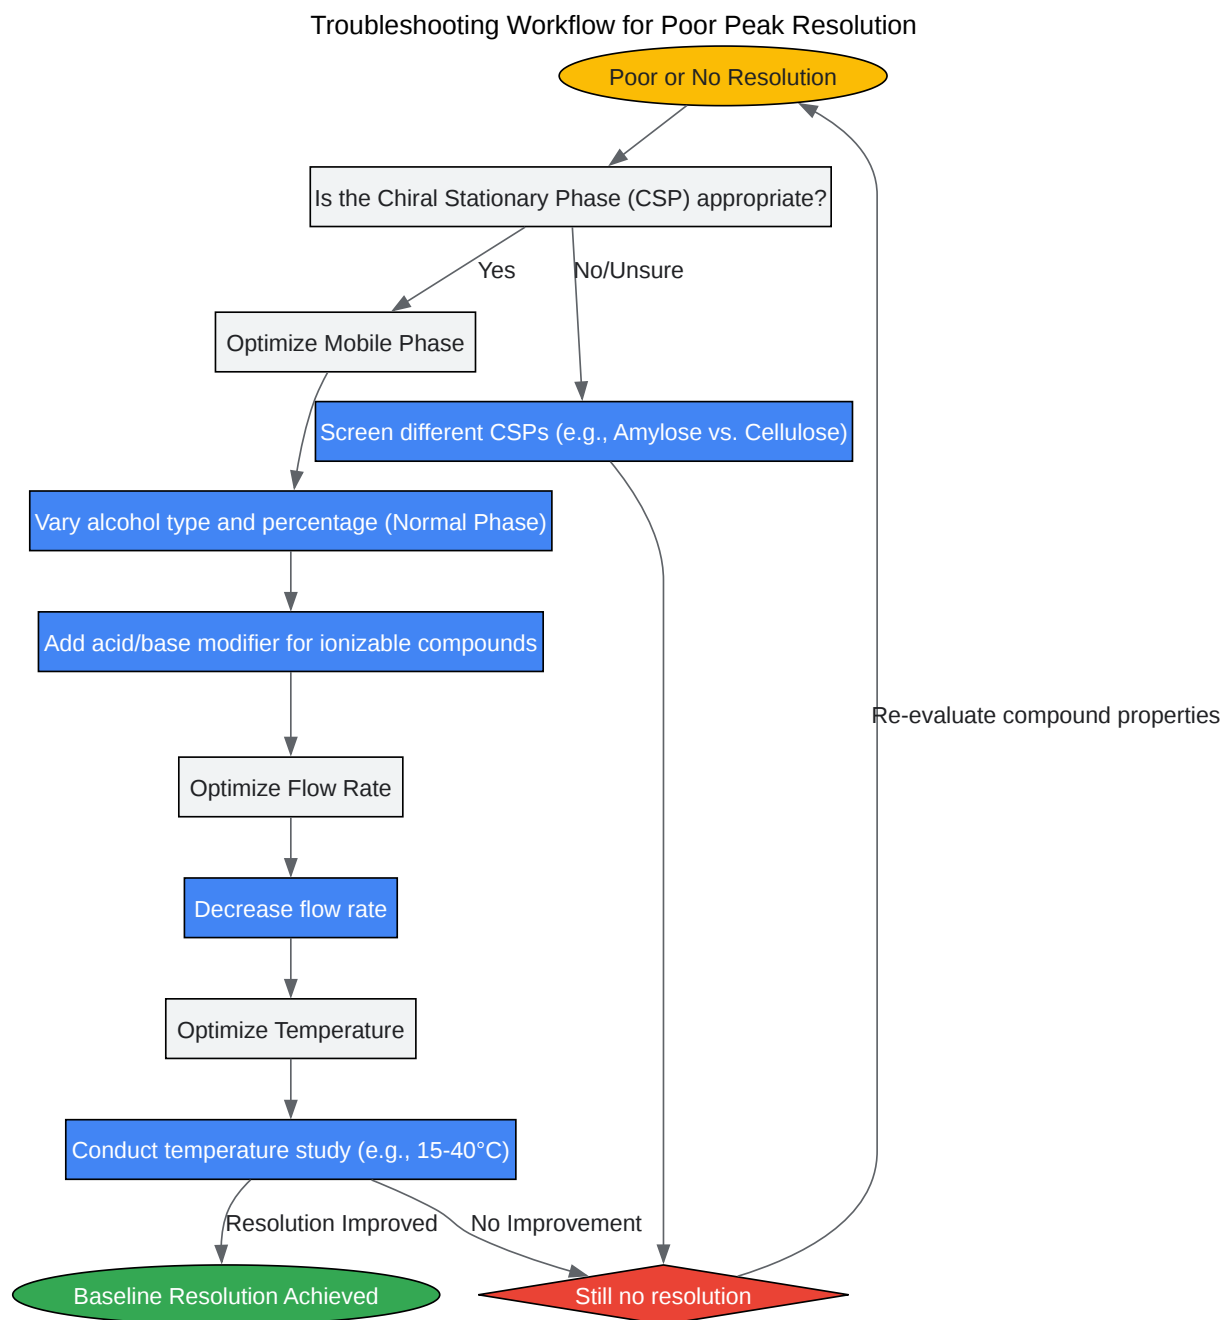 Troubleshooting Workflow for Poor Peak Resolution
Poor or No Resolution
Is the Chiral Stationary Phase (CSP) appropriate?
Yes
No/Unsure
Optimize Mobile Phase
Screen different CSPs (e.g., Amylose vs. Cellulose)
Vary alcohol type and percentage (Normal Phase)
Add acid/base modifier for ionizable compounds
Re-evaluate compound properties
Optimize Flow Rate
Decrease flow rate
Optimize Temperature
Conduct temperature study (e.g., 15-40°C)
Resolution Improved
No Improvement
Baseline Resolution Achieved
Still no resolution